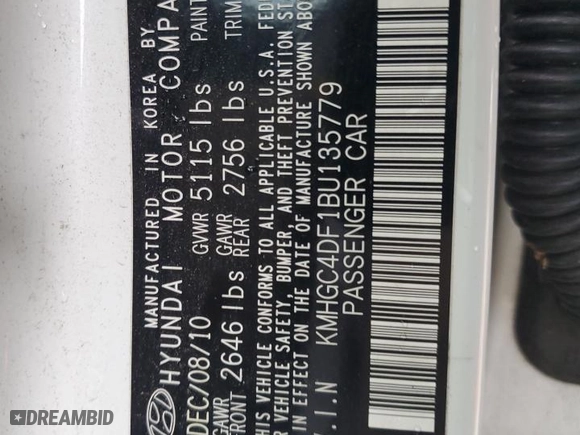 MANUFACTURED IN KOREA BY
HYUNDAI MOTOR COMPA
DEC/08/10 GVWR 5115 lbs PAINT
GAWR FRONT 2646 lbs GAWR REAR 2756 lbs TRIM
THIS VEHICLE CONFORMS TO ALL APPLICABLE U.S.A. FEDE
VEHICLE SAFETY, BUMPER, AND THEFT PREVENTION ST
IN EFFECT ON THE DATE OF MANUFACTURE SHOWN ABO
V.I.N KMHGC4DF1BU135779
PASSENGER CAR
DREAMBID